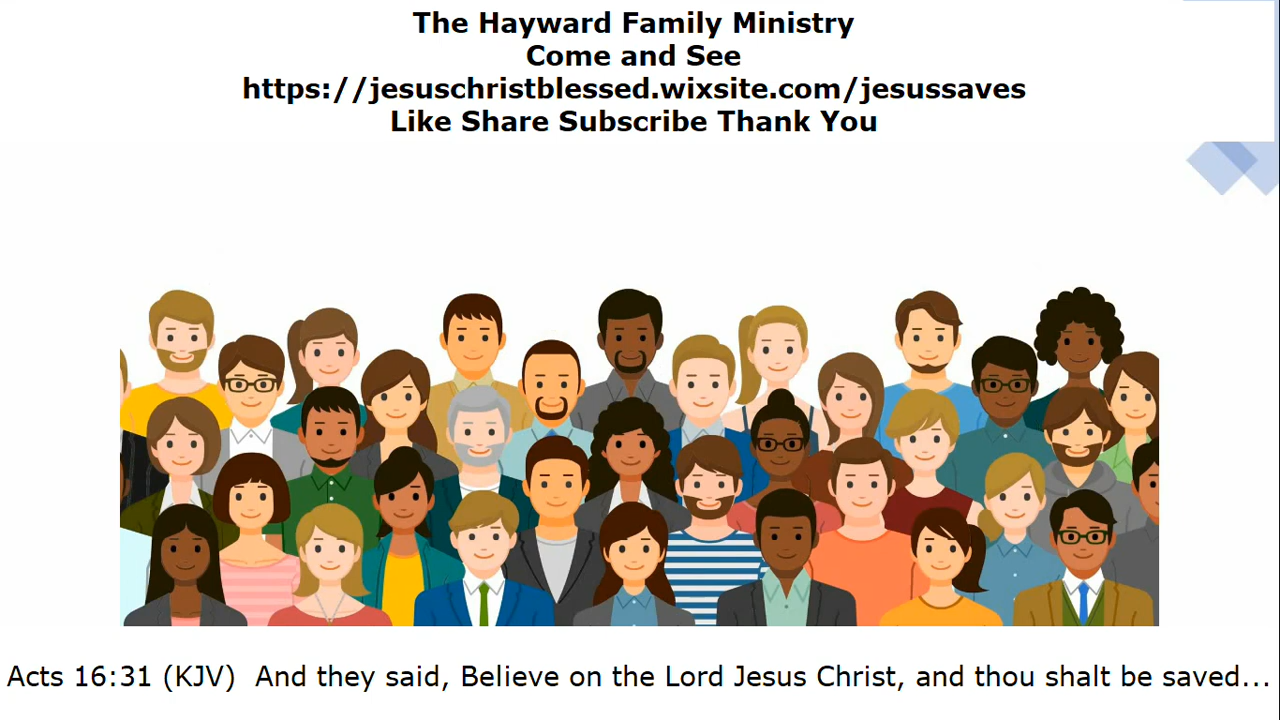 The Hayward Family Ministry
Come and See
https://jesuschristblessed.wixsite.com/jesussaves
Like Share Subscribe Thank You
Acts 16:31 (KJV)  And they said, Believe on the Lord Jesus Christ, and thou shalt be saved...